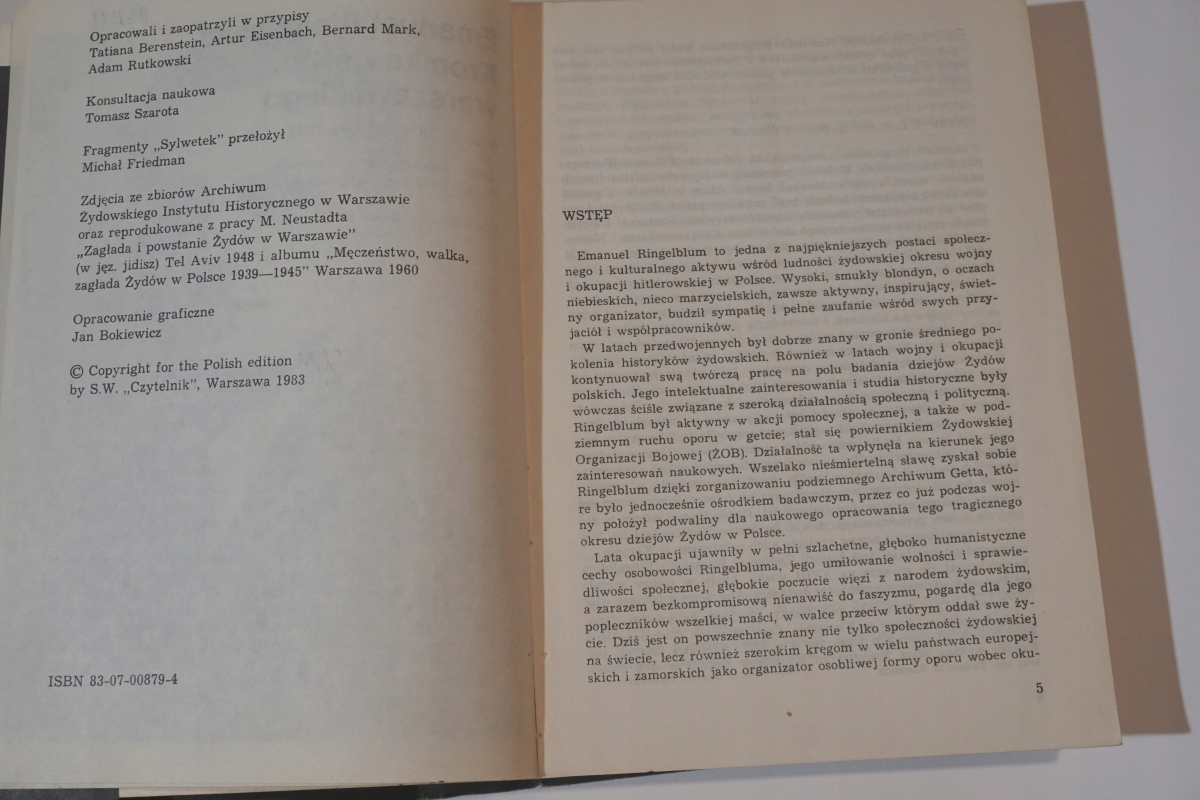 Opracowali i zaopatrzyli w przypisy
Tatiana Berenstein, Artur Eisenbach, Bernard Mark,
Adam Rutkowski
Konsultacja naukowa
Tomasz Szarota
Fragmenty „Sylwetek” przełożył
Michał Friedman
Zdjęcia ze zbiorów Archiwum
Żydowskiego Instytutu Historycznego w Warszawie
oraz reprodukowane z pracy M. Neustadta
„Zagłada i powstanie Żydów w Warszawie”
(w jęz. jidisz) Tel Aviv 1948 i albumu „Męczeństwo, walka,
zagłada Żydów w Polsce 1939—1945” Warszawa 1960
Opracowanie graficzne
Jan Bokiewicz
© Copyright for the Polish edition
by S.W. „Czytelnik”, Warszawa 1983
ISBN 83-07-00879-4
WSTĘP
Emanuel Ringelblum to jedna z najpiękniejszych postaci społecz-
nego i kulturalnego aktywu wśród ludności żydowskiej okresu wojny
i okupacji hitlerowskiej w Polsce. Wysoki, smukły blondyn, o oczach
niebieskich, nieco marzycielskich, zawsze aktywny, inspirujący, świet-
ny organizator, budził sympatię i pełne zaufanie wśród swych przy-
jaciół i współpracowników.
W latach przedwojennych był dobrze znany w gronie średniego po-
kolenia historyków żydowskich. Również w latach wojny i okupacji
kontynuował swą twórczą pracę na polu badania dziejów Żydów
polskich. Jego intelektualne zainteresowania i studia historyczne były
wówczas ściśle związane z szeroką działalnością społeczną i polityczną.
Ringelblum był aktywny w akcji pomocy społecznej, a także w pod-
ziemnym ruchu oporu w getcie; stał się powiernikiem Żydowskiej
Organizacji Bojowej (ŻOB). Działalność ta wpłynęła na kierunek jego
zainteresowań naukowych. Wszelako nieśmiertelną sławę zyskał sobie
Ringelblum dzięki zorganizowaniu podziemnego Archiwum Getta, któ-
re było jednocześnie ośrodkiem badawczym, przez co już podczas woj-
ny położył podwaliny dla naukowego opracowania tego tragicznego
okresu dziejów Żydów w Polsce.
Lata okupacji ujawniły w pełni szlachetne, głęboko humanistyczne
cechy osobowości Ringelbluma, jego umiłowanie wolności i sprawie-
dliwości społecznej, głębokie poczucie więzi z narodem żydowskim,
a zarazem bezkompromisową nienawiść do faszyzmu, pogardę dla jego
popleczników wszelkiej maści, w walce przeciw którym oddał swe ży-
cie. Dziś jest on powszechnie znany nie tylko społeczności żydowskiej
na świecie, lecz również szerokim kręgom w wielu państwach europej-
skich i zamorskich jako organizator osobliwej formy oporu wobec oku-
5